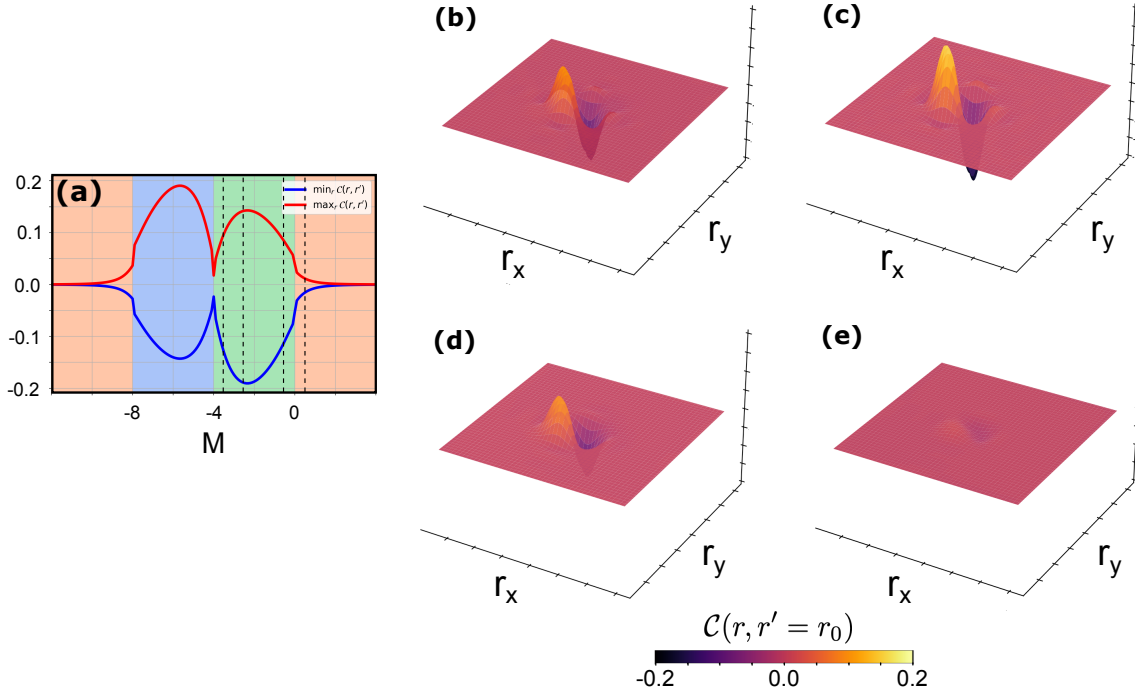 (a)
min_r 𝒞(r, r′)
max_r 𝒞(r, r′)
0.2
0.1
0.0
-0.1
-0.2
-8
-4
0
M
(b)
r_x
r_y
(c)
r_x
r_y
(d)
r_x
r_y
(e)
r_x
r_y
𝒞(r, r′ = r_0)
-0.2
0.0
0.2